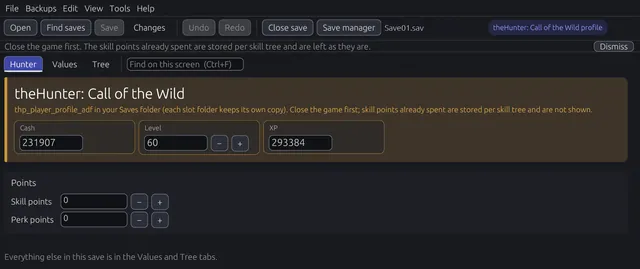 File Backups Edit View Tools Help
Open Find saves Save Changes Undo Redo Close save Save manager Save01.sav theHunter: Call of the Wild profile
Close the game first. The skill points already spent are stored per skill tree and are left as they are. Dismiss
Hunter Values Tree Find on this screen (Ctrl+F)
theHunter: Call of the Wild
thp_player_profile_adf in your Saves folder (each slot folder keeps its own copy). Close the game first; skill points already spent are stored per skill tree and are not shown.
Cash Level XP
231907 60 − + 293384
Points
Skill points 0 − +
Perk points 0 − +
Everything else in this save is in the Values and Tree tabs.